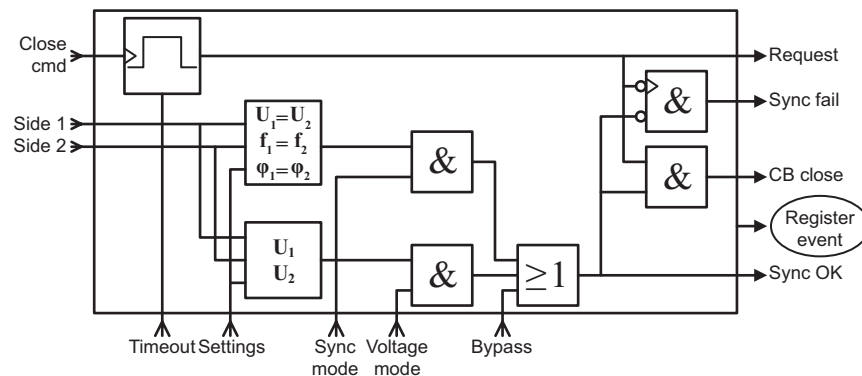 Close
cmd
Request
&
Sync fail
Side 1
Side 2
U1=U2
f1 = f2
φ1=φ2
&
&
CB close
Register
event
U1
U2
&
≥1
Sync OK
Timeout
Settings
Sync
mode
Voltage
mode
Bypass